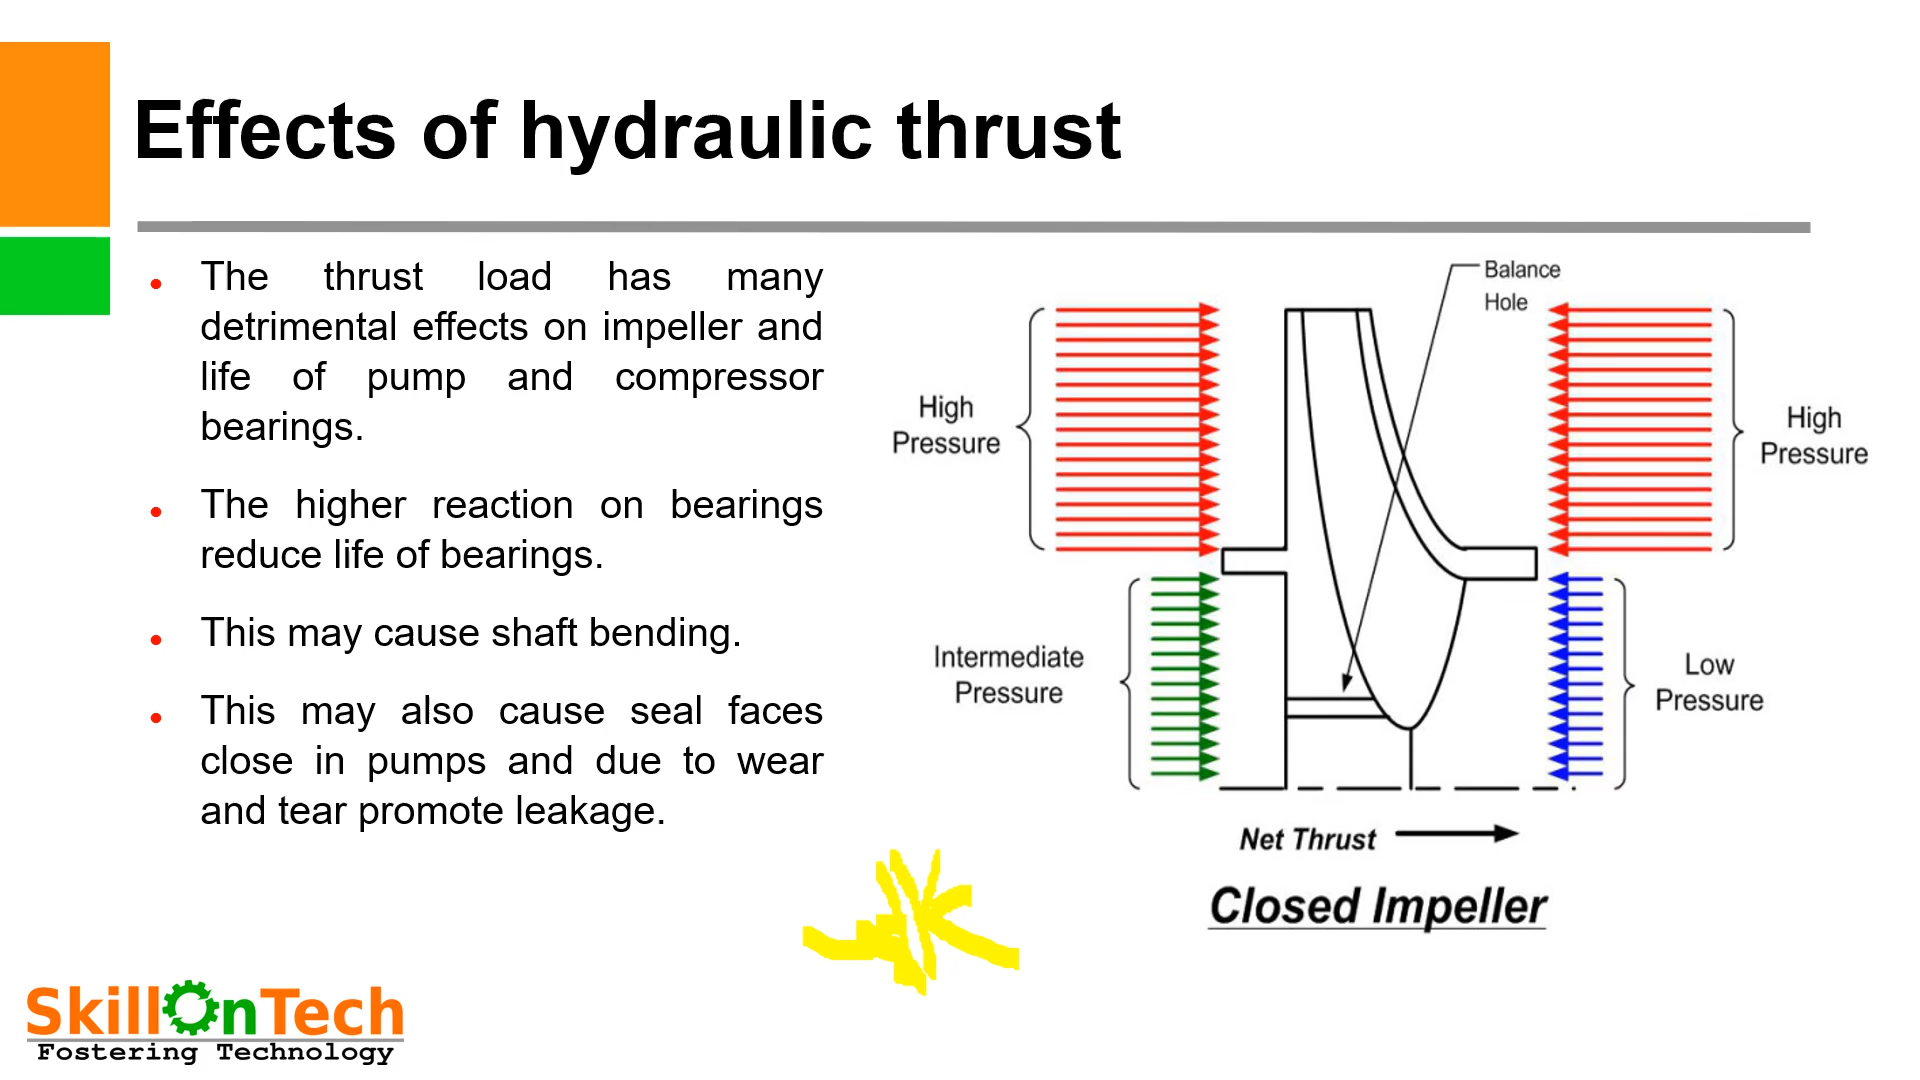 Effects of hydraulic thrust
The thrust load has many
detrimental effects on impeller and
life of pump and compressor
bearings.
The higher reaction on bearings
reduce life of bearings.
This may cause shaft bending.
This may also cause seal faces
close in pumps and due to wear
and tear promote leakage.
Balance
Hole
High
Pressure
High
Pressure
Intermediate
Pressure
Low
Pressure
Net Thrust
Closed Impeller
SkillOnTech
Fostering Technology